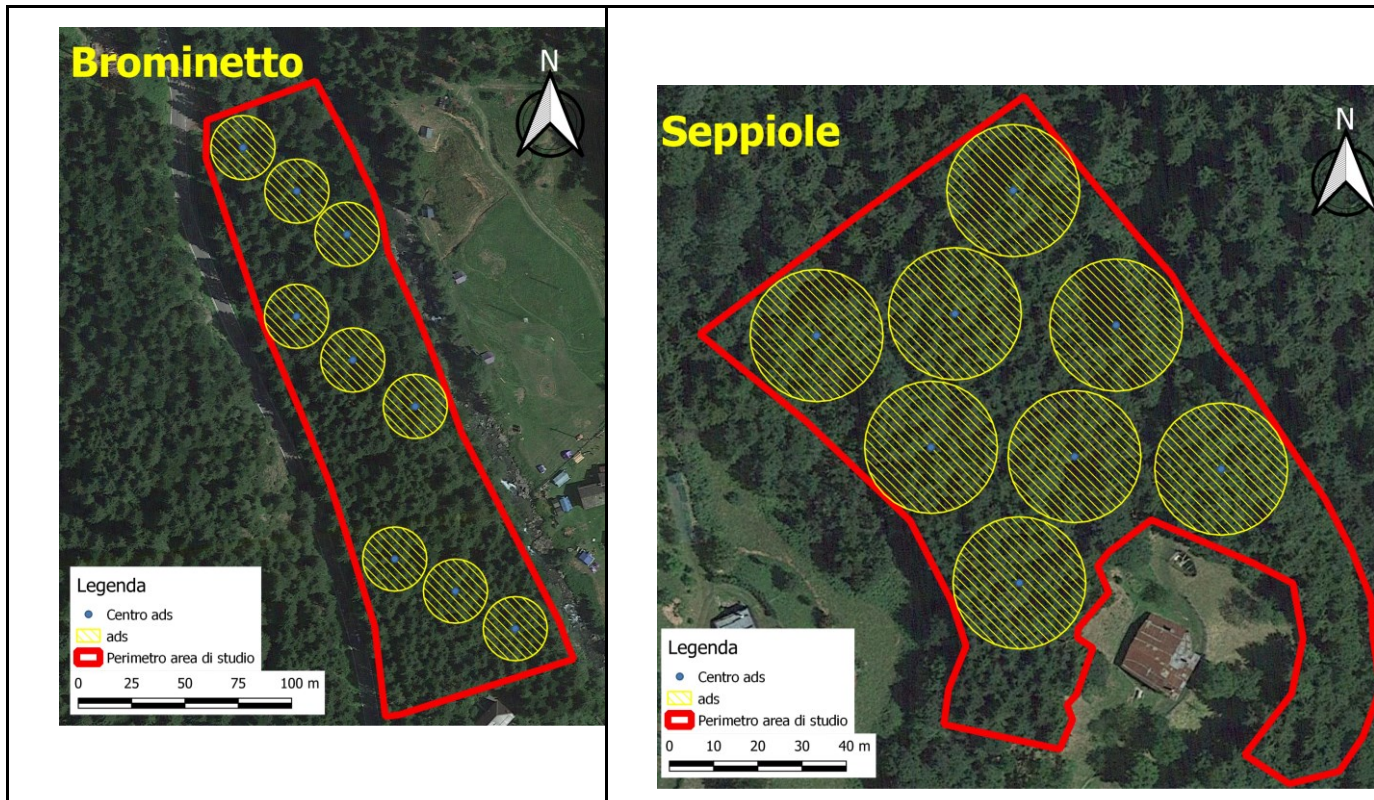 Brominetto
N
Legenda
Centro ads
ads
Perimetro area di studio
0 25 50 75 100 m
Seppiole
N
Legenda
Centro ads
ads
Perimetro area di studio
0 10 20 30 40 m